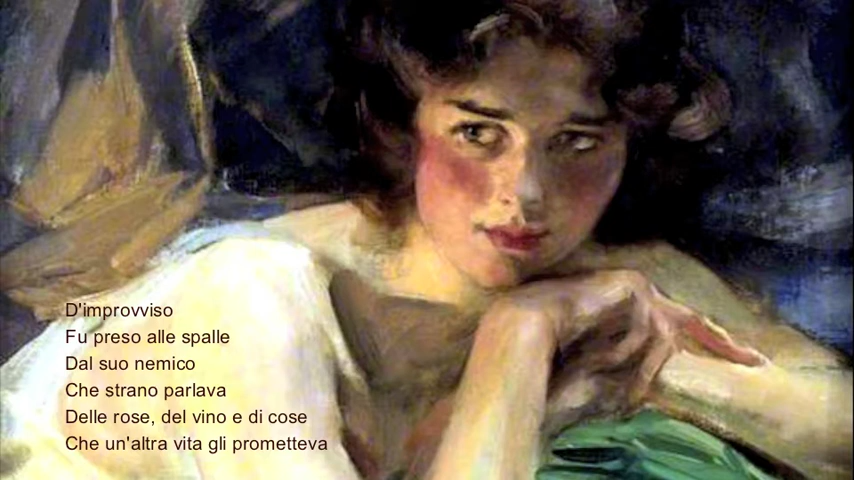 D'improvviso
Fu preso alle spalle
Dal suo nemico
Che strano parlava
Delle rose, del vino e di cose
Che un'altra vita gli prometteva